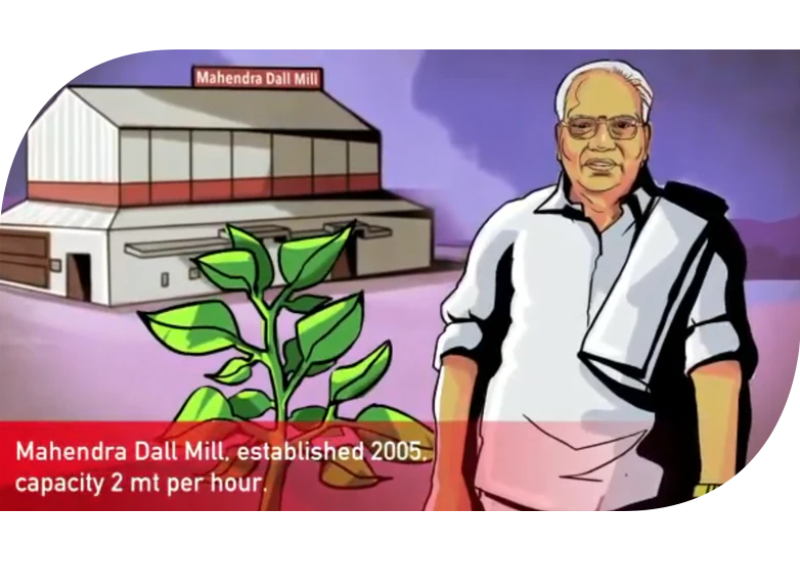 Mahendra Dall Mill
Mahendra Dall Mill, established 2005,
capacity 2 mt per hour.